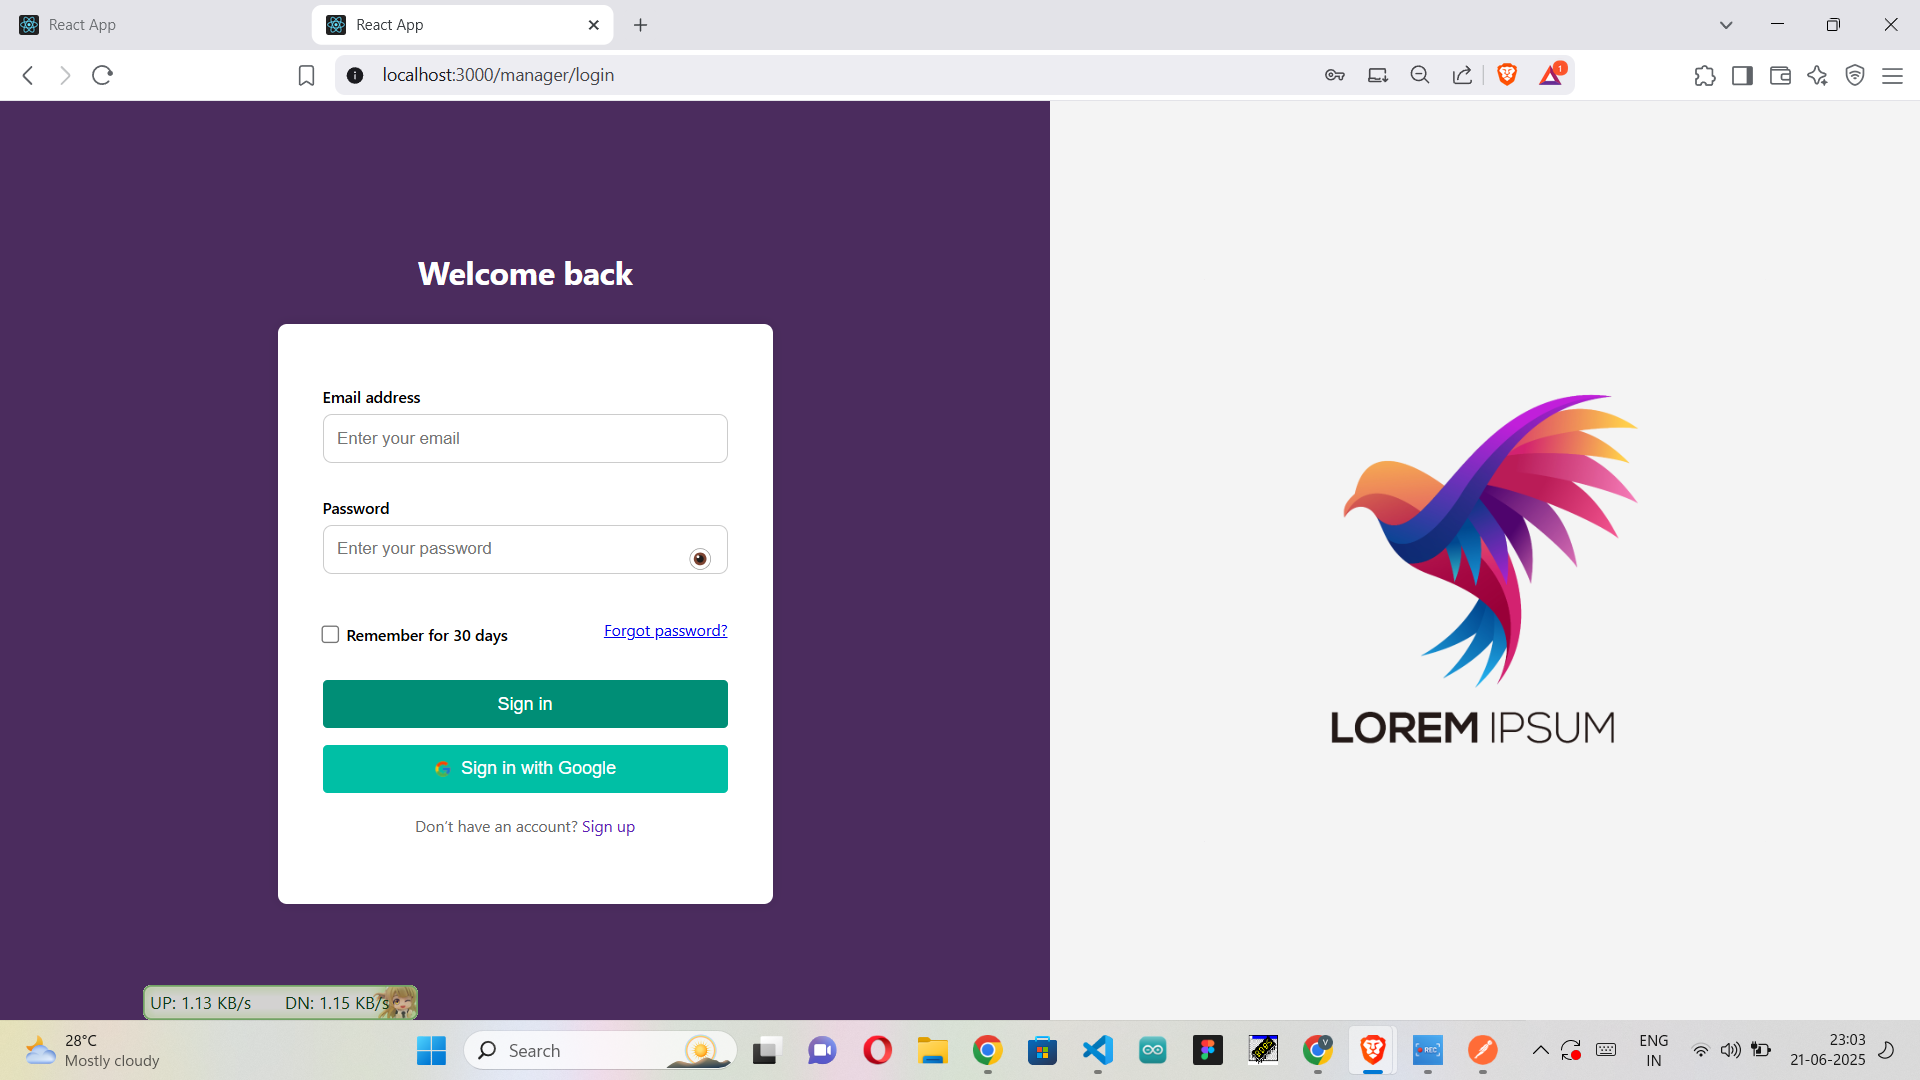 React App
React App
localhost:3000/manager/login
1
Welcome back
Email address
Enter your email
Password
Enter your password
Remember for 30 days
Forgot password?
Sign in
Sign in with Google
Don't have an account? Sign up
LOREM IPSUM
UP: 1.13 KB/s DN: 1.15 KB/s
28°C
Mostly cloudy
Search
V
REC
ENG
IN
23:03
21-06-2025